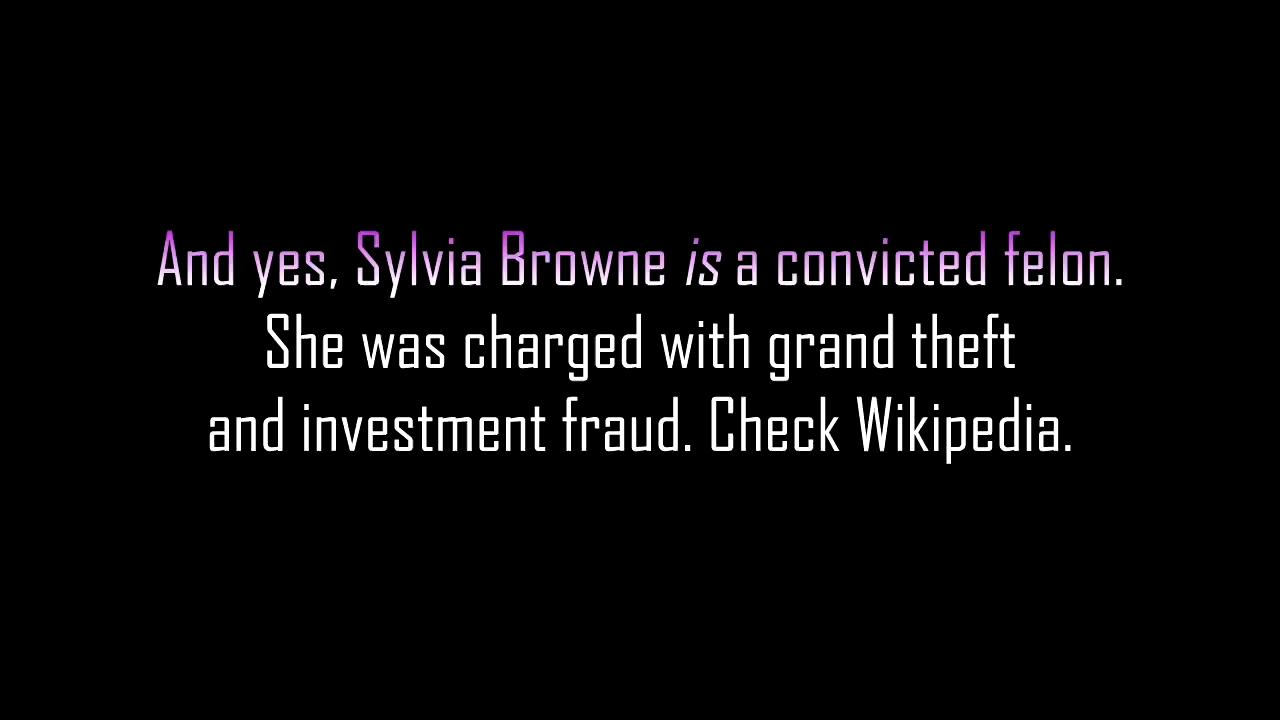 And yes, Sylvia Browne is a convicted felon.
She was charged with grand theft
and investment fraud. Check Wikipedia.